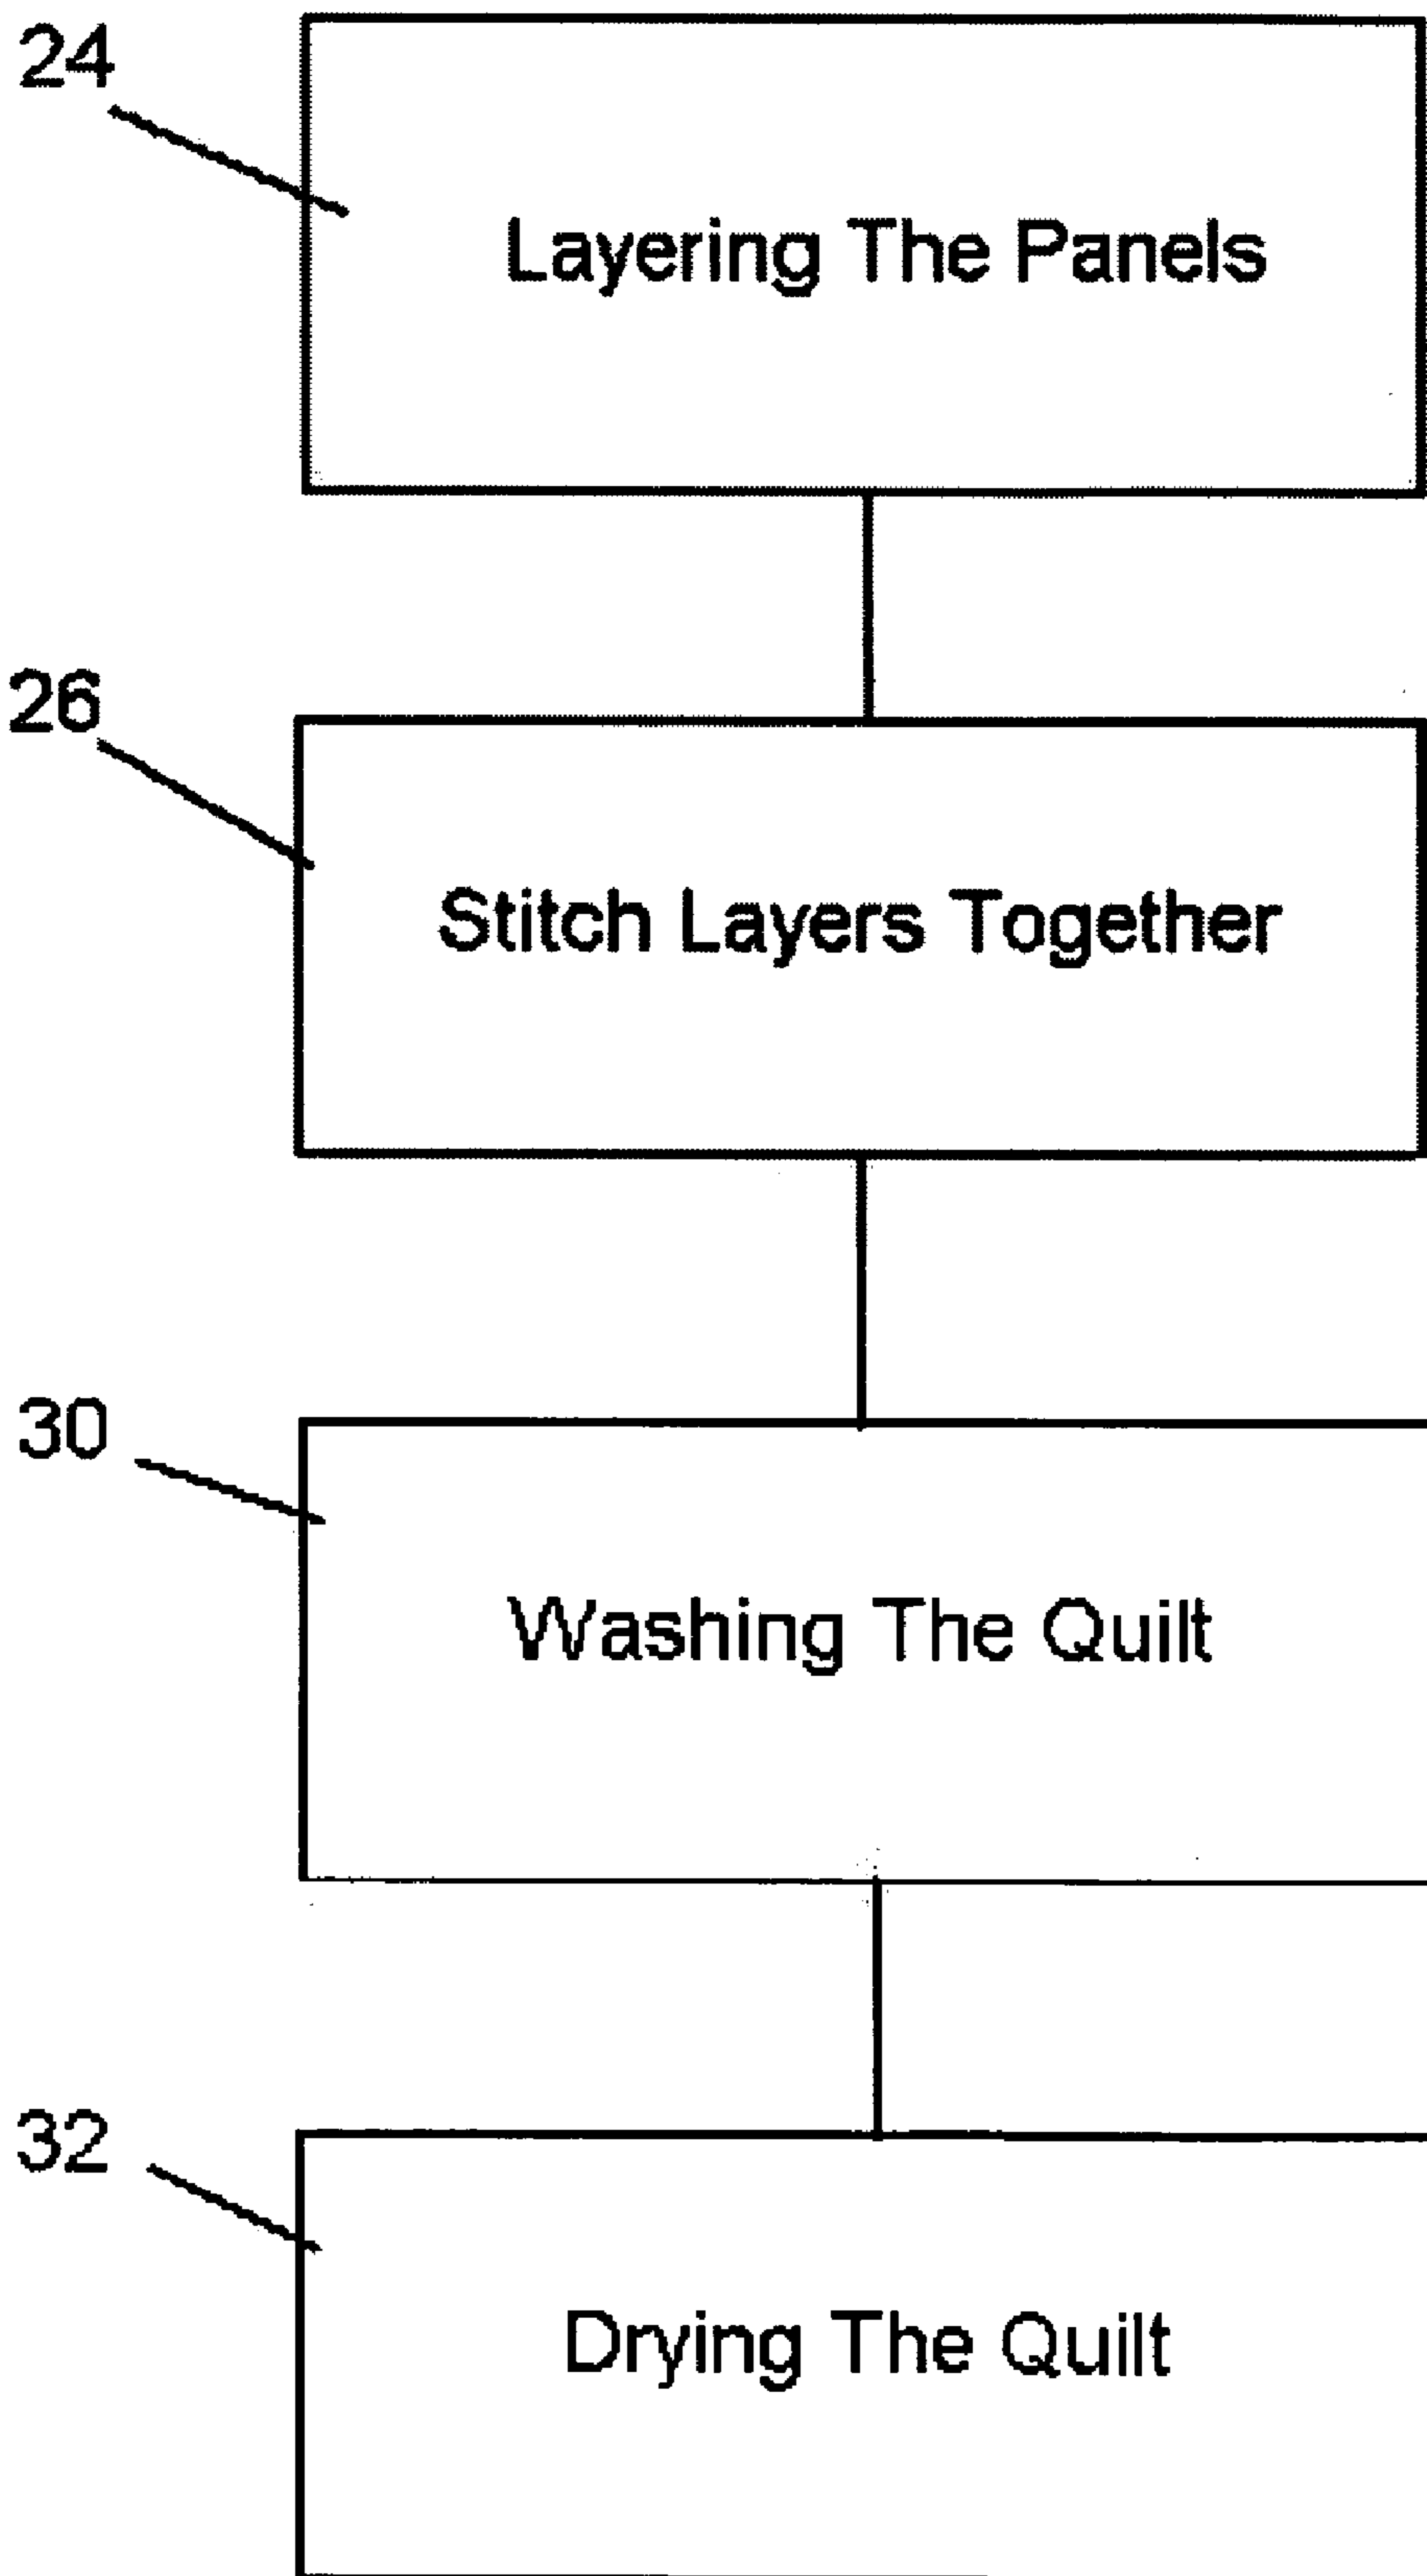 24
Layering The Panels
26
Stitch Layers Together
30
Washing The Quilt
32
Drying The Quilt